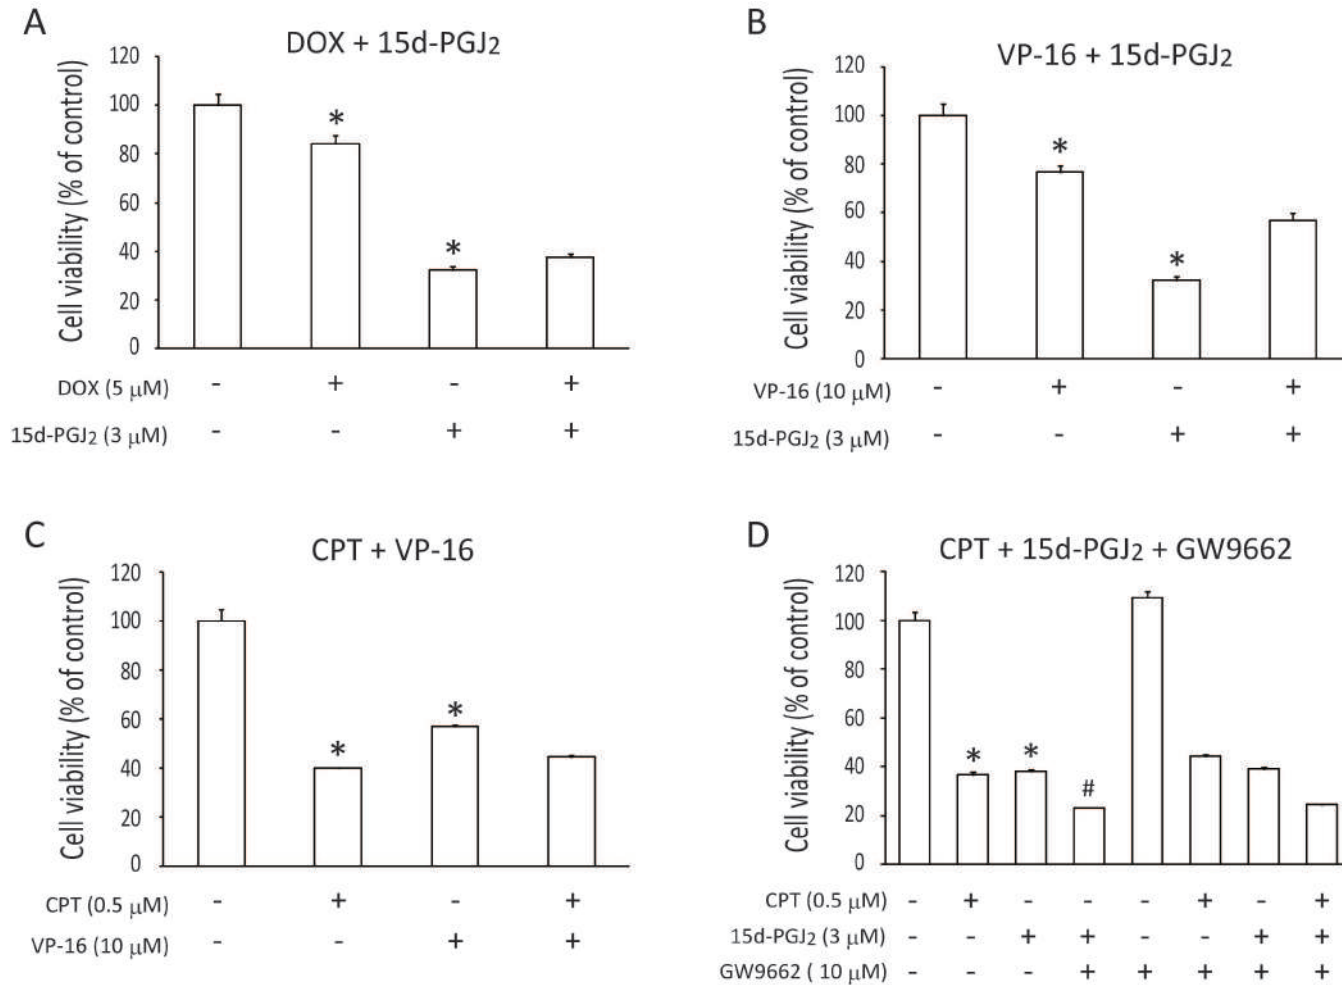 A
DOX + 15d-PGJ2
Cell viability (% of control)
120
100
80
60
40
20
0
*
*
DOX (5 μM) - + - +
15d-PGJ2 (3 μM) - - + +
B
VP-16 + 15d-PGJ2
Cell viability (% of control)
120
100
80
60
40
20
0
*
*
VP-16 (10 μM) - + - +
15d-PGJ2 (3 μM) - - + +
C
CPT + VP-16
Cell viability (% of control)
120
100
80
60
40
20
0
*
*
CPT (0.5 μM) - + - +
VP-16 (10 μM) - - + +
D
CPT + 15d-PGJ2 + GW9662
Cell viability (% of control)
120
100
80
60
40
20
0
*
*
#
CPT (0.5 μM) - + - + - + - +
15d-PGJ2 (3 μM) - - + + - - + +
GW9662 ( 10 μM) - - - + + + + +